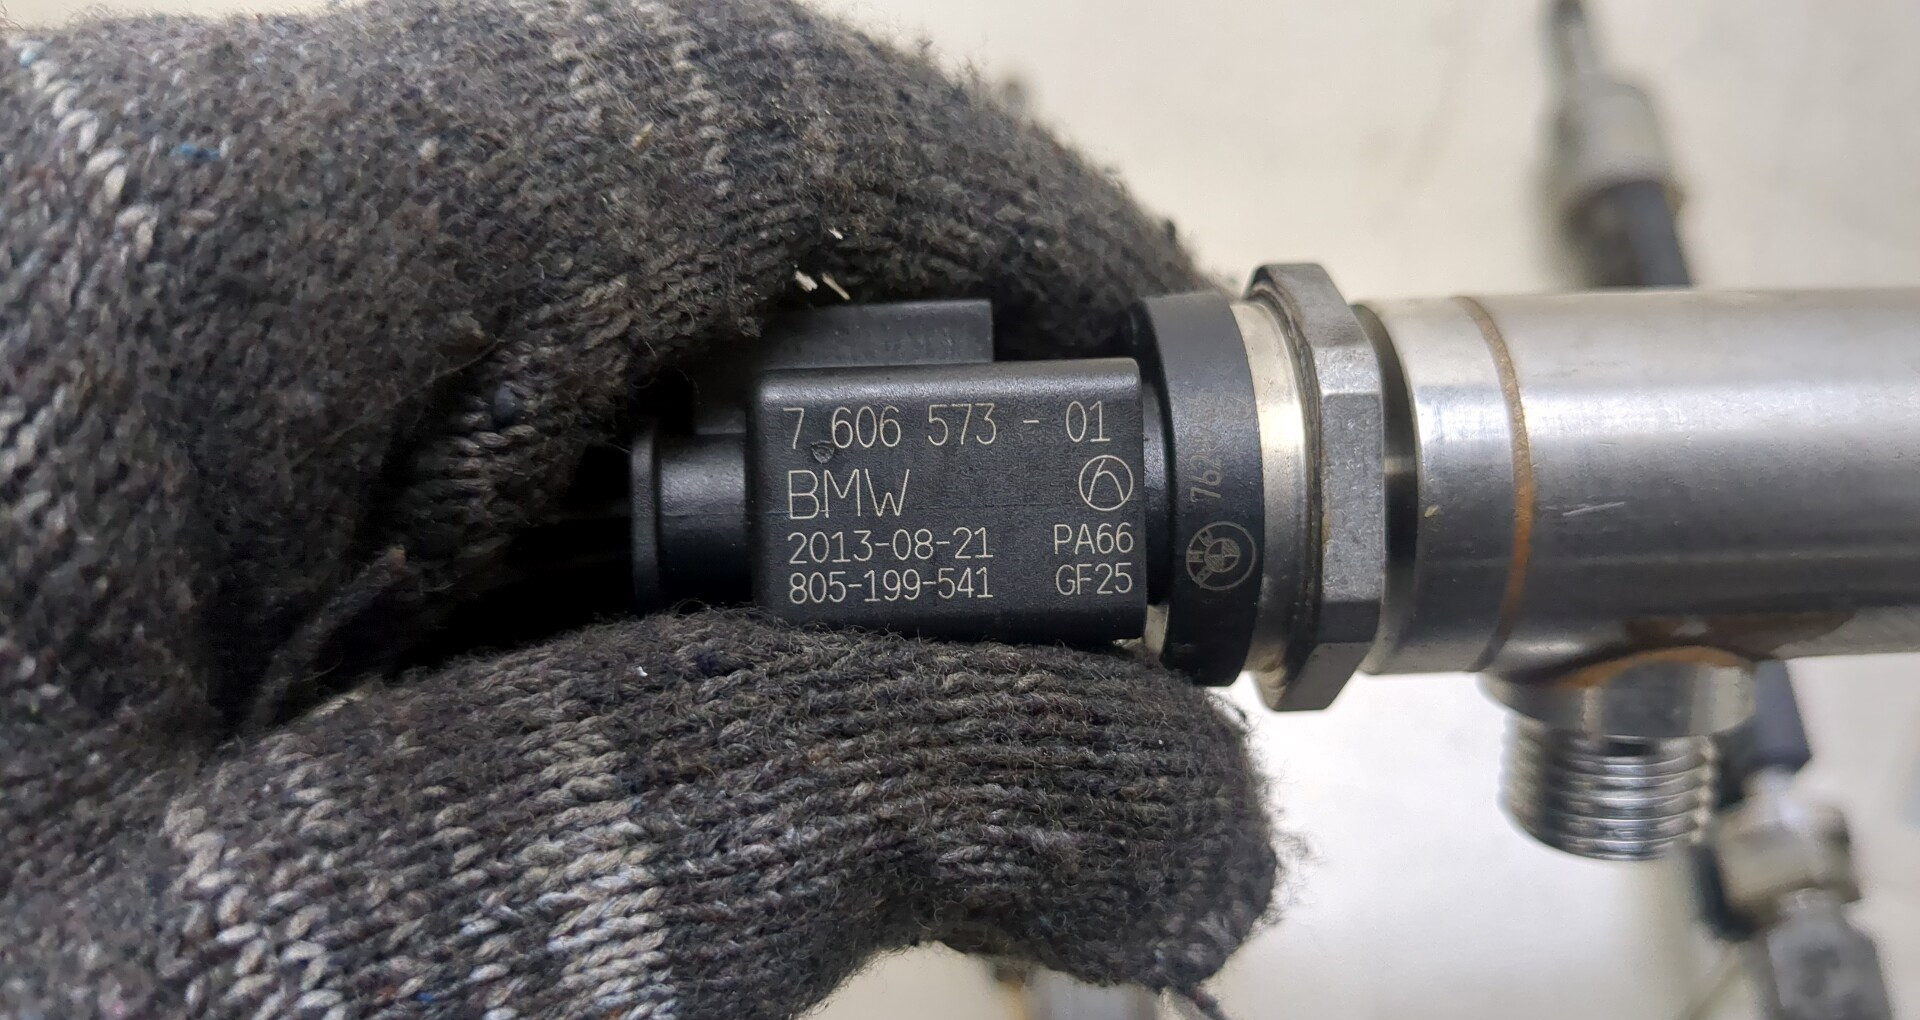 7 606 573 - 01
BMW
2013-08-21 PA66
805-199-541 GF25